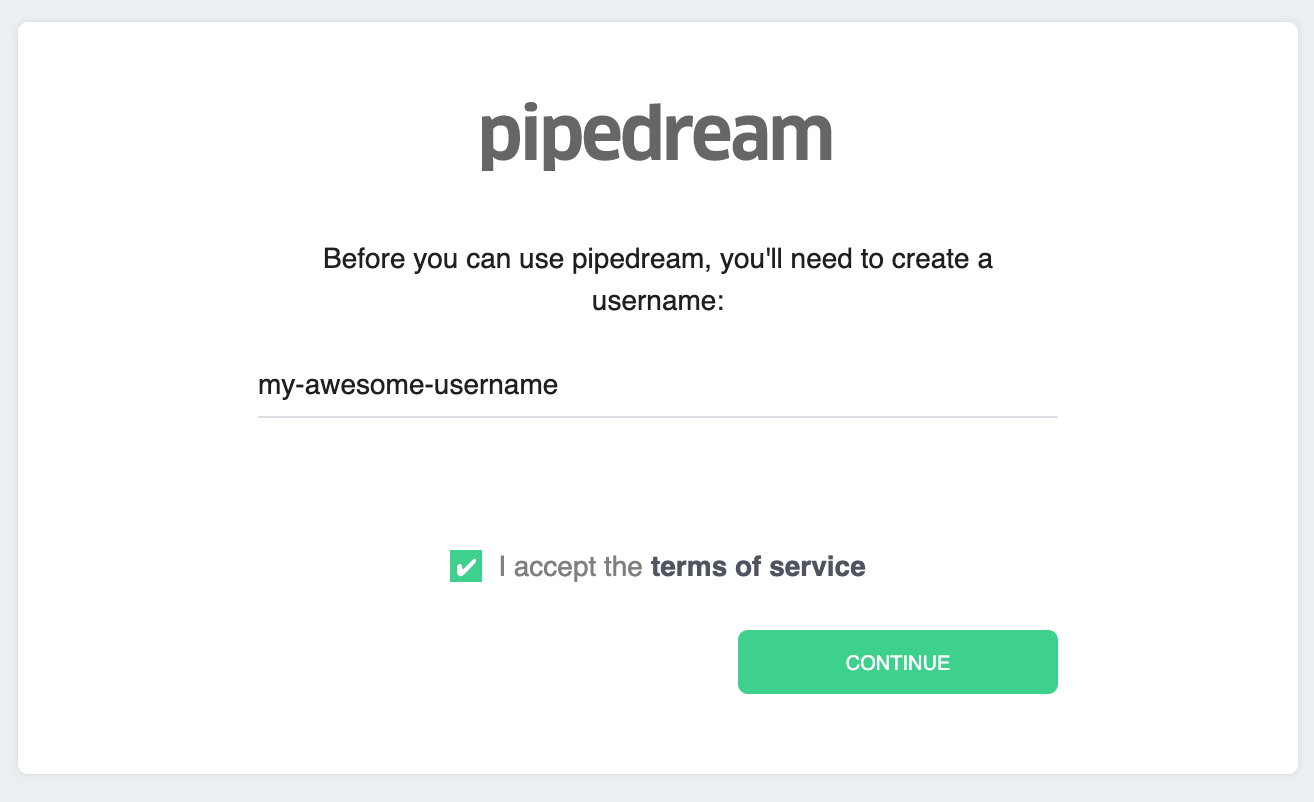 pipedream
Before you can use pipedream, you'll need to create a
username:
my-awesome-username
I accept the terms of service
CONTINUE